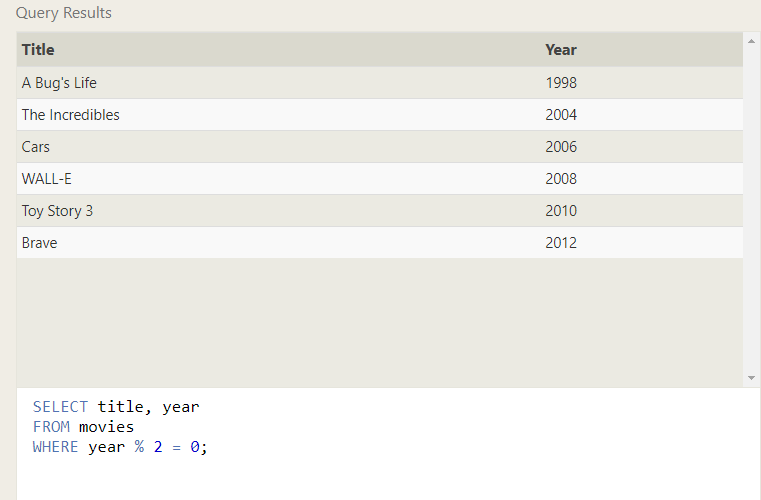 Query Results
Title Year
A Bug's Life 1998
The Incredibles 2004
Cars 2006
WALL-E 2008
Toy Story 3 2010
Brave 2012
SELECT title, year
FROM movies
WHERE year % 2 = 0;